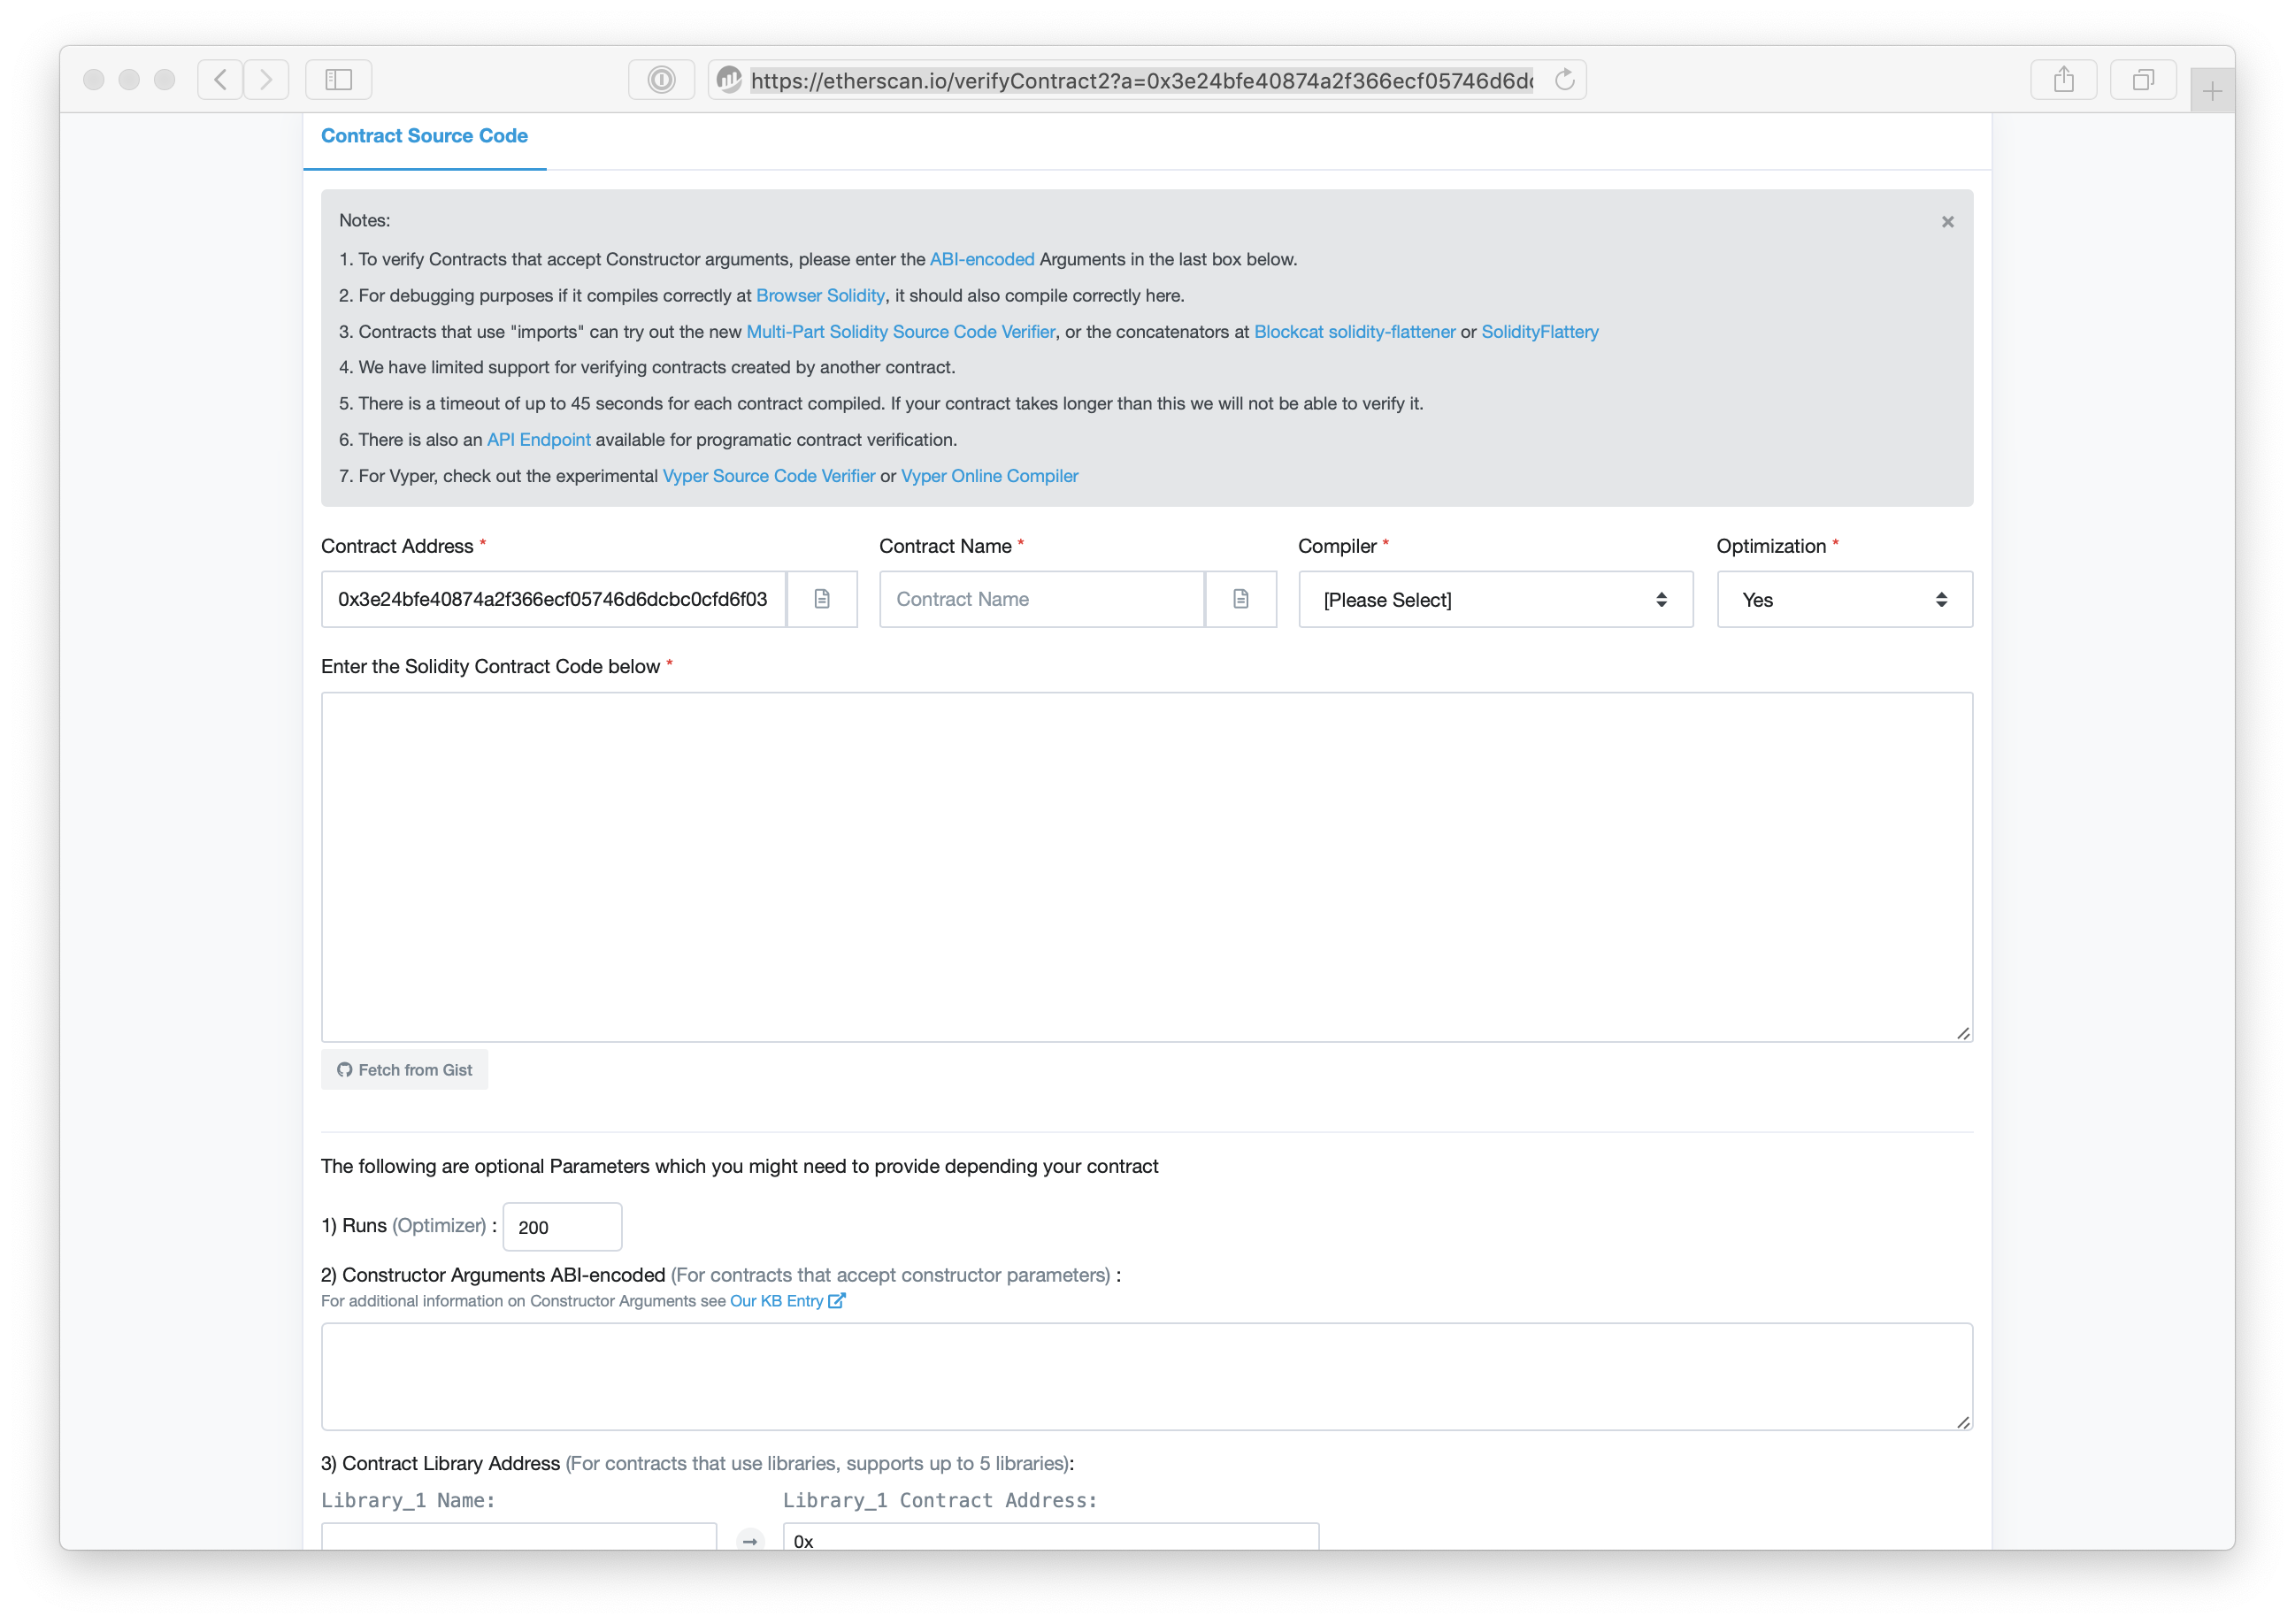 https://etherscan.io/verifyContract2?a=0x3e24bfe40874a2f366ecf05746d6dc
Contract Source Code
Notes:
1. To verify Contracts that accept Constructor arguments, please enter the ABI-encoded Arguments in the last box below.
2. For debugging purposes if it compiles correctly at Browser Solidity, it should also compile correctly here.
3. Contracts that use "imports" can try out the new Multi-Part Solidity Source Code Verifier, or the concatenators at Blockcat solidity-flattener or SolidityFlattery
4. We have limited support for verifying contracts created by another contract.
5. There is a timeout of up to 45 seconds for each contract compiled. If your contract takes longer than this we will not be able to verify it.
6. There is also an API Endpoint available for programatic contract verification.
7. For Vyper, check out the experimental Vyper Source Code Verifier or Vyper Online Compiler
Contract Address * Contract Name * Compiler * Optimization *
0x3e24bfe40874a2f366ecf05746d6dcbc0cfd6f03 Contract Name [Please Select] Yes
Enter the Solidity Contract Code below *
Fetch from Gist
The following are optional Parameters which you might need to provide depending your contract
1) Runs (Optimizer) : 200
2) Constructor Arguments ABI-encoded (For contracts that accept constructor parameters) :
For additional information on Constructor Arguments see Our KB Entry
3) Contract Library Address (For contracts that use libraries, supports up to 5 libraries):
Library_1 Name: Library_1 Contract Address:
0x